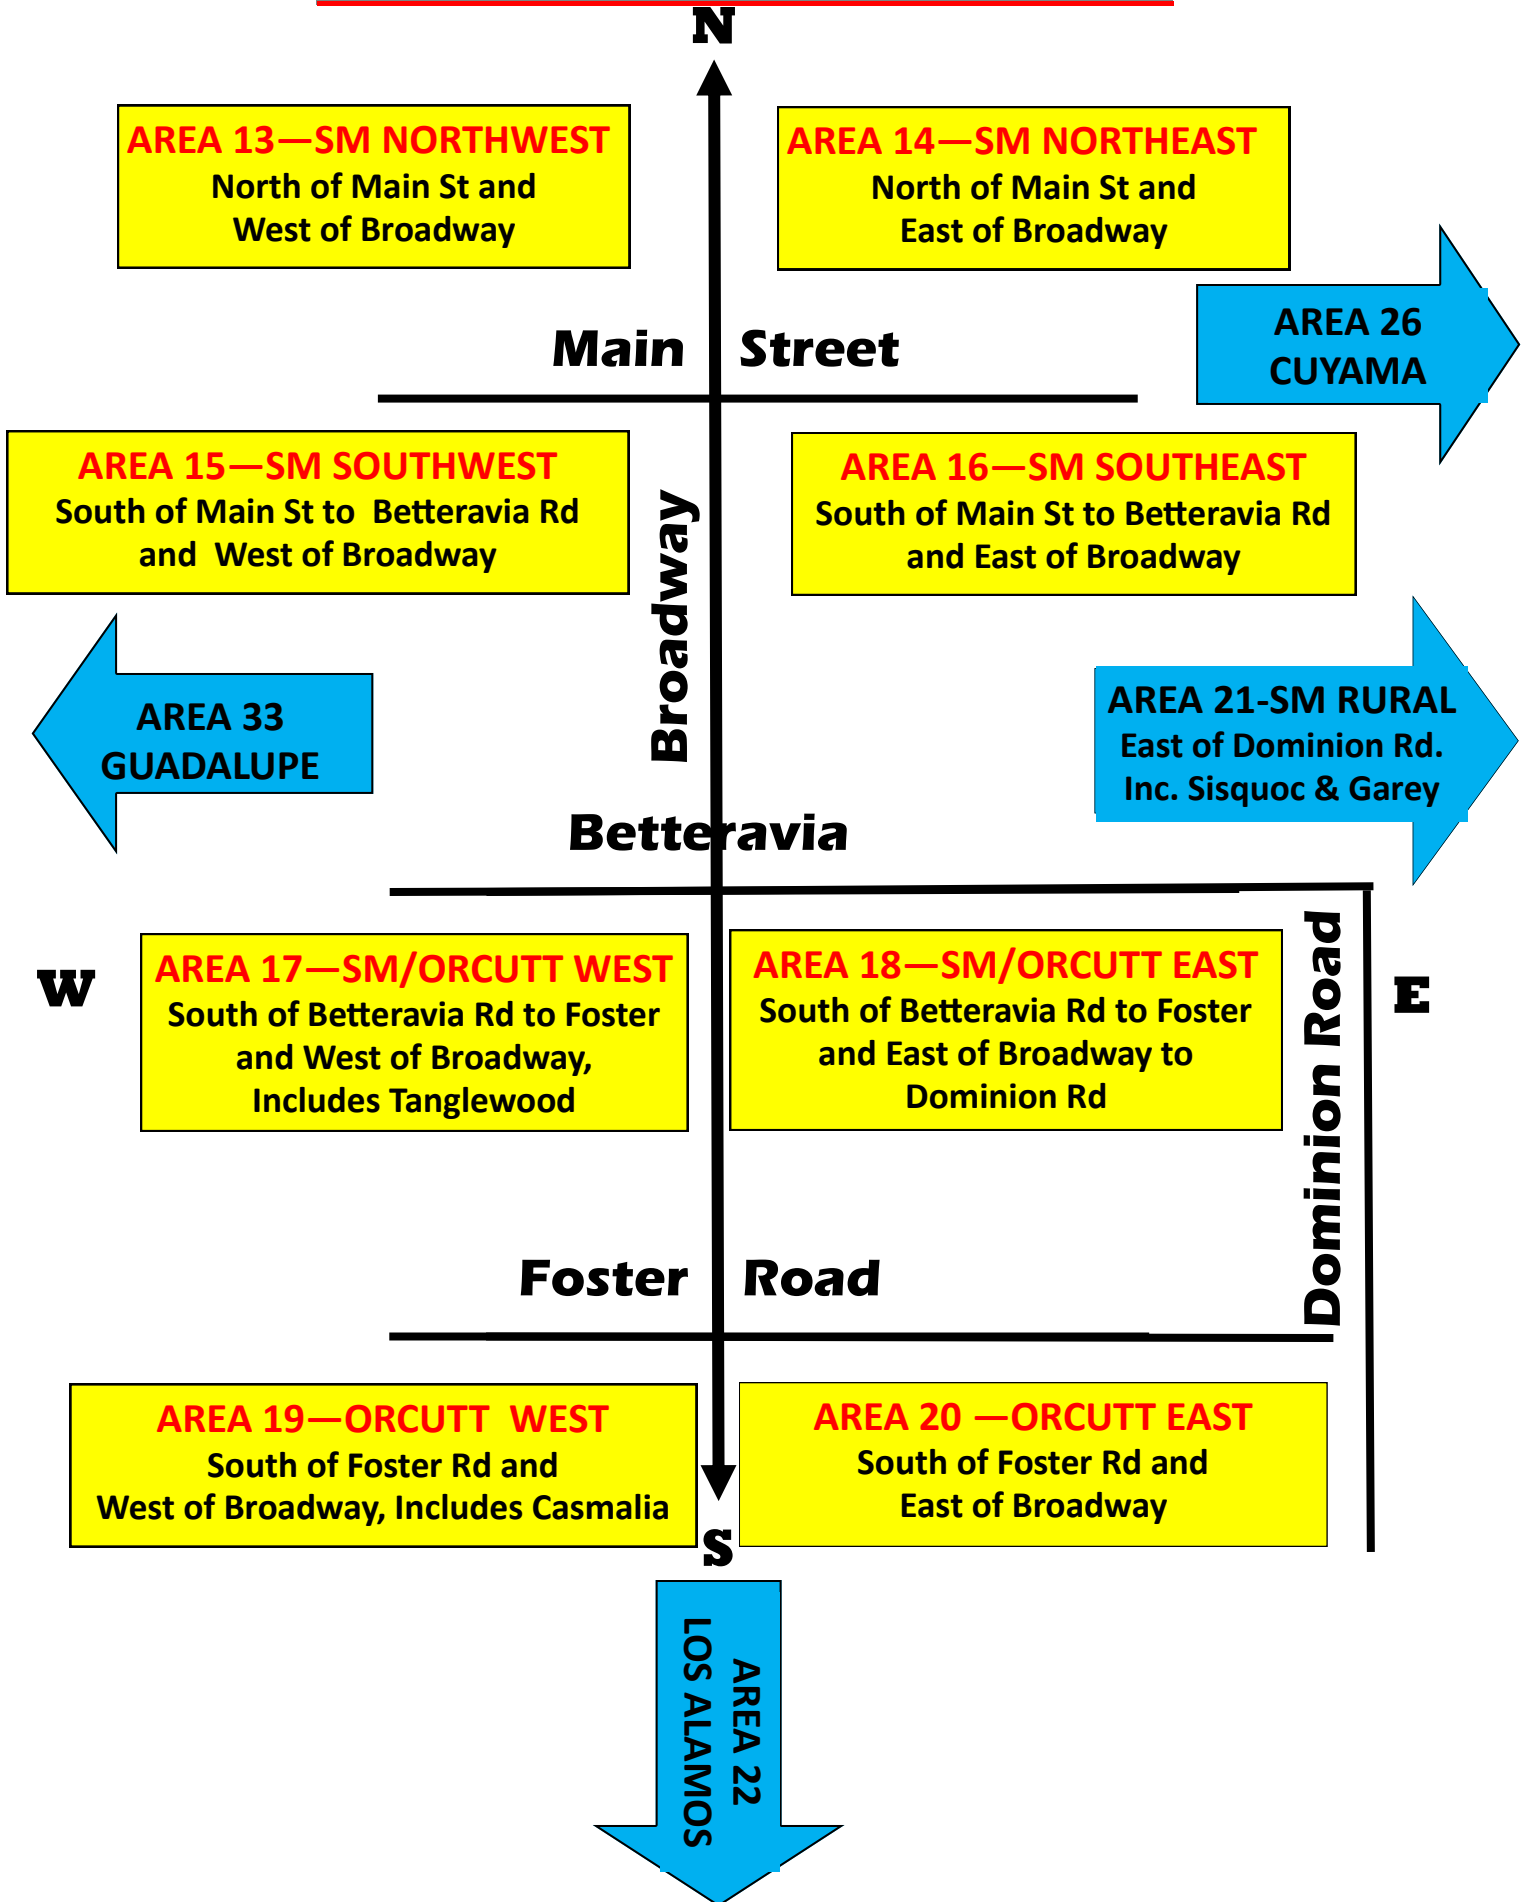 N
AREA 13—SM NORTHWEST
North of Main St and
West of Broadway
AREA 14—SM NORTHEAST
North of Main St and
East of Broadway
AREA 26
CUYAMA
Main Street
AREA 15—SM SOUTHWEST
South of Main St to Betteravia Rd
and West of Broadway
AREA 16—SM SOUTHEAST
South of Main St to Betteravia Rd
and East of Broadway
Broadway
AREA 33
GUADALUPE
AREA 21-SM RURAL
East of Dominion Rd.
Inc. Sisquoc & Garey
Betteravia
W
AREA 17—SM/ORCUTT WEST
South of Betteravia Rd to Foster
and West of Broadway,
Includes Tanglewood
AREA 18—SM/ORCUTT EAST
South of Betteravia Rd to Foster
and East of Broadway to
Dominion Rd
Dominion Road
E
Foster Road
AREA 19—ORCUTT WEST
South of Foster Rd and
West of Broadway, Includes Casmalia
AREA 20 —ORCUTT EAST
South of Foster Rd and
East of Broadway
S
AREA 22
LOS ALAMOS